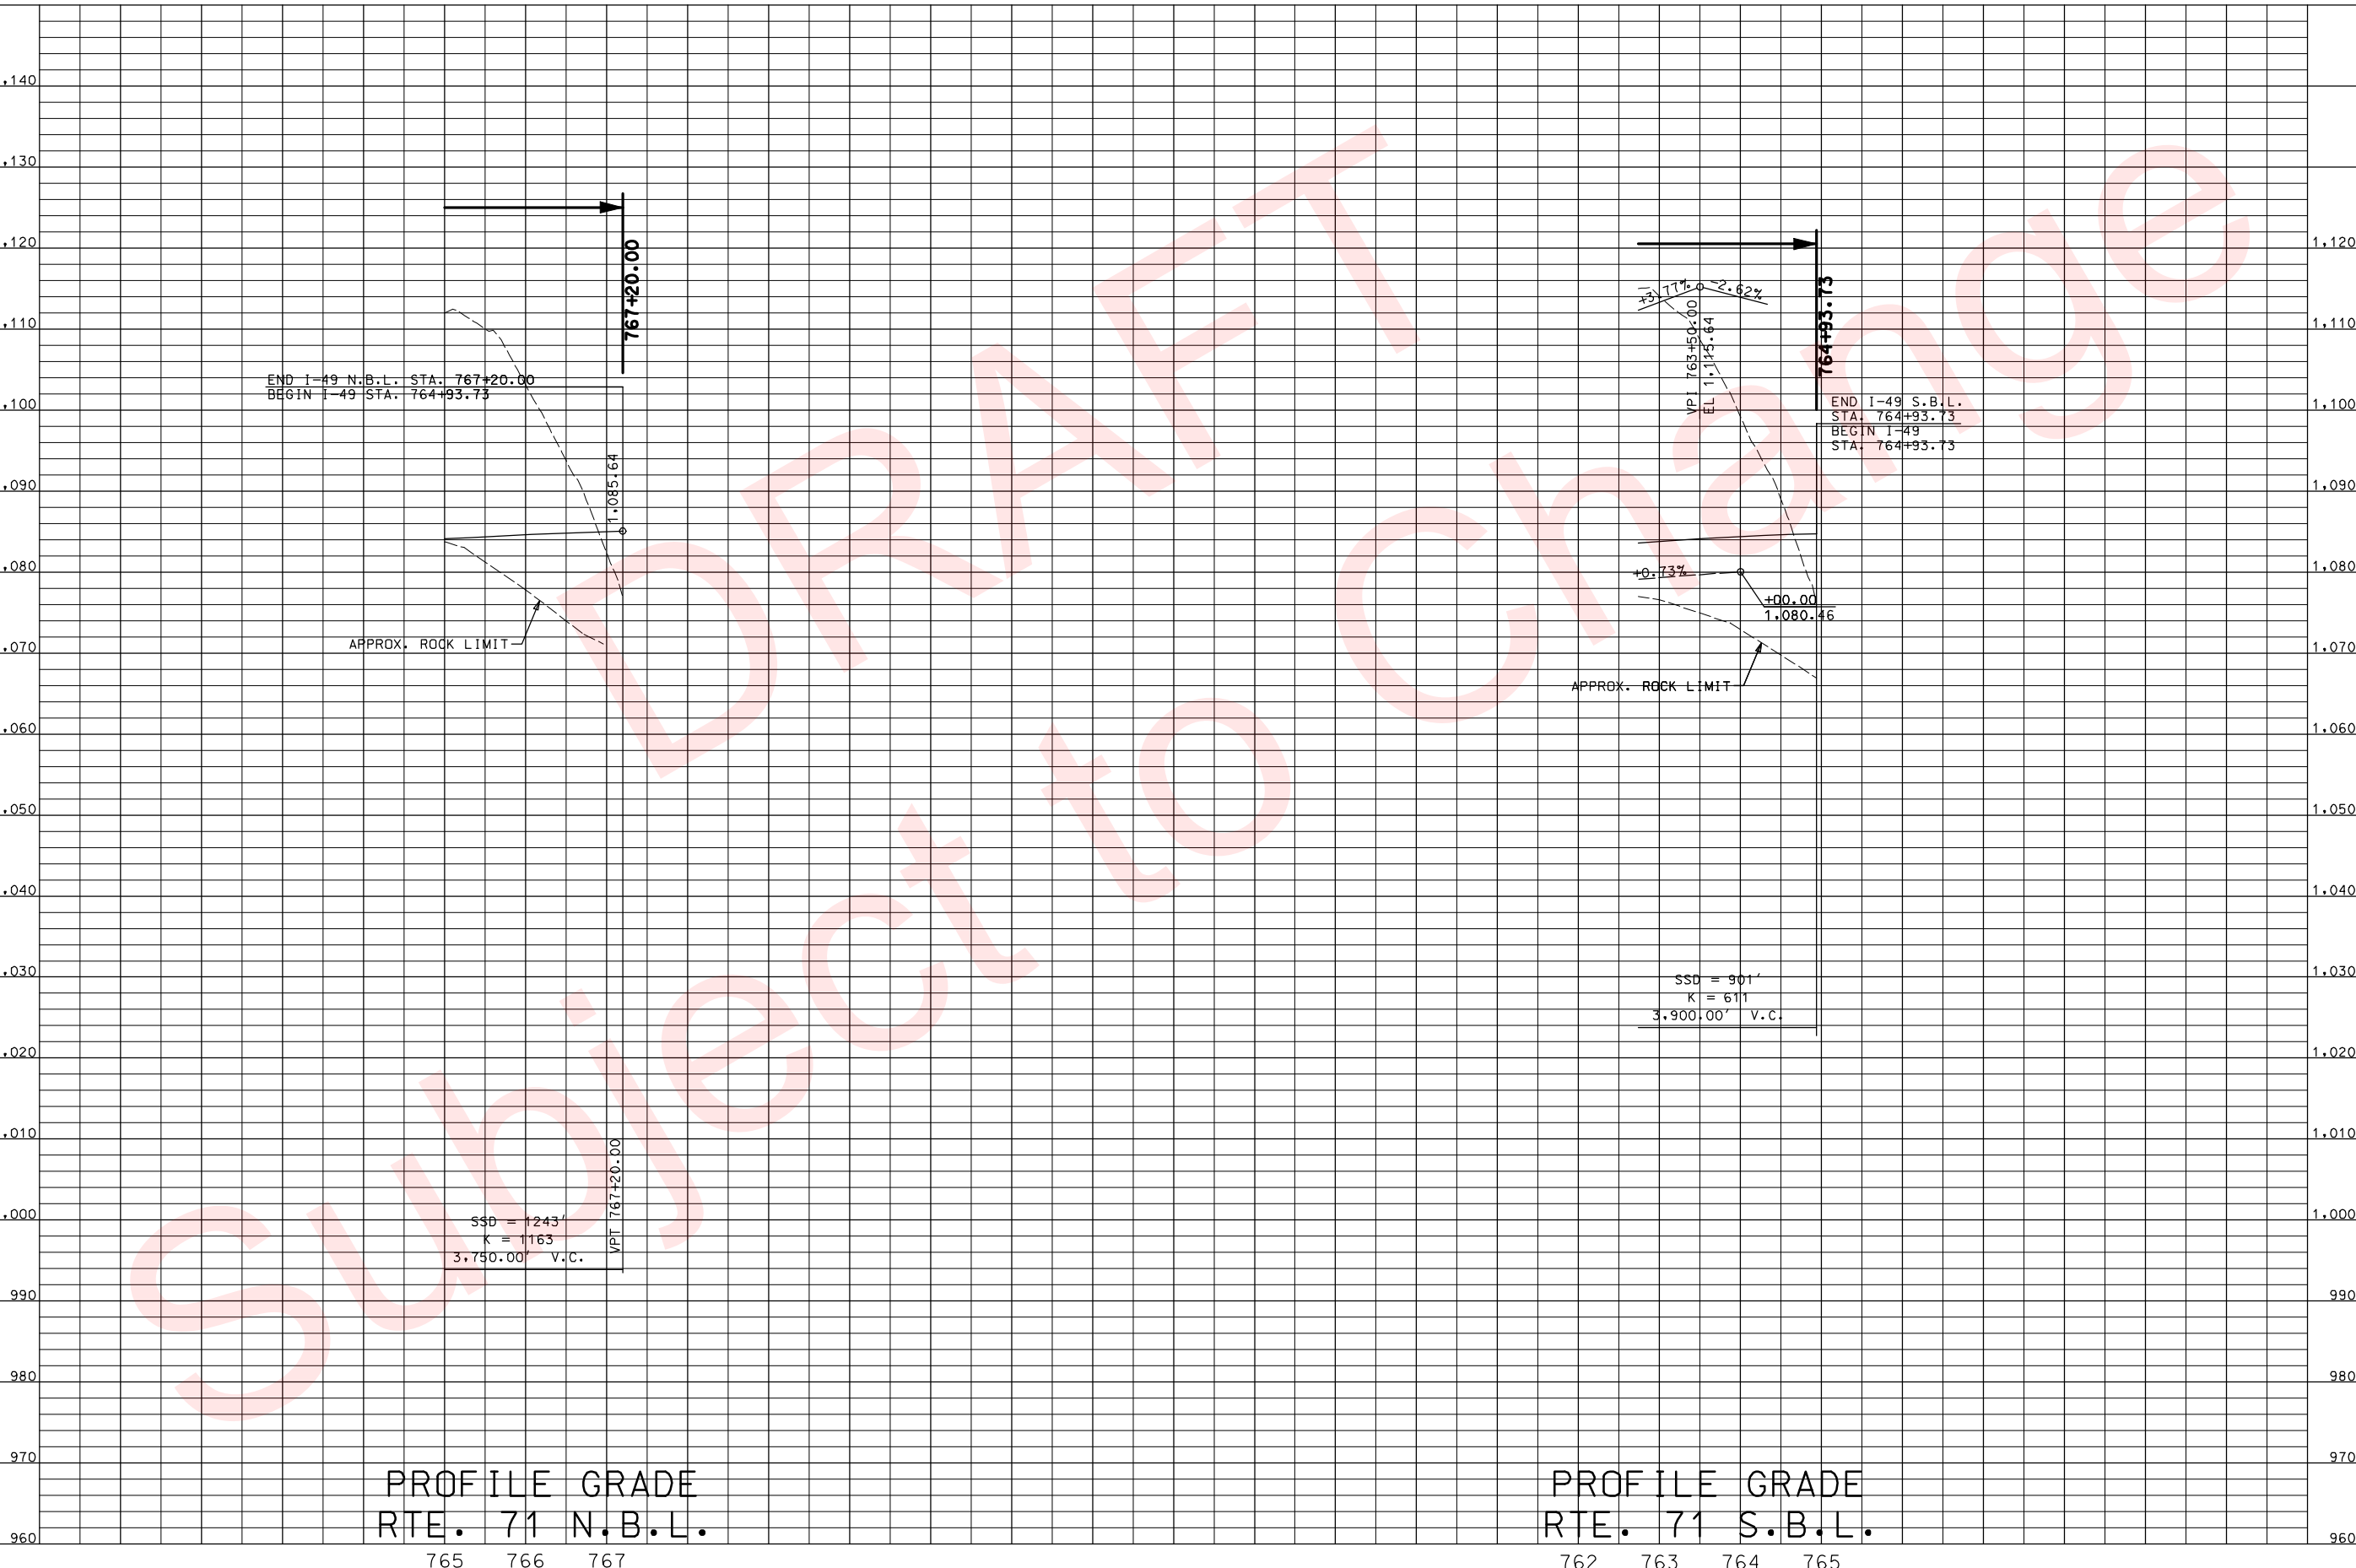 ,140
,130
,120
,110
,100
,090
,080
,070
,060
,050
,040
,030
,020
,010
,000
990
980
970
960
767+20.00
END I-49 N.B.L. STA. 767+20.00
BEGIN I-49 STA. 764+93.73
1,085.64
APPROX. ROCK LIMIT
VPT 767+20.00
SSD = 1243'
K = 1163
3,750.00' V.C.
PROFILE GRADE
RTE. 71 N.B.L.
765 766 767
DRAFT
Subject to Change
764+93.73
+3.77%
-2.62%
VPI 763+50.00
EL 1,115.64
END I-49 S.B.L.
STA. 764+93.73
BEGIN I-49
STA. 764+93.73
+0.73%
+00.00
1,080.46
APPROX. ROCK LIMIT
SSD = 901'
K = 611
3,900.00' V.C.
PROFILE GRADE
RTE. 71 S.B.L.
762 763 764 765
1,120
1,110
1,100
1,090
1,080
1,070
1,060
1,050
1,040
1,030
1,020
1,010
1,000
990
980
970
960